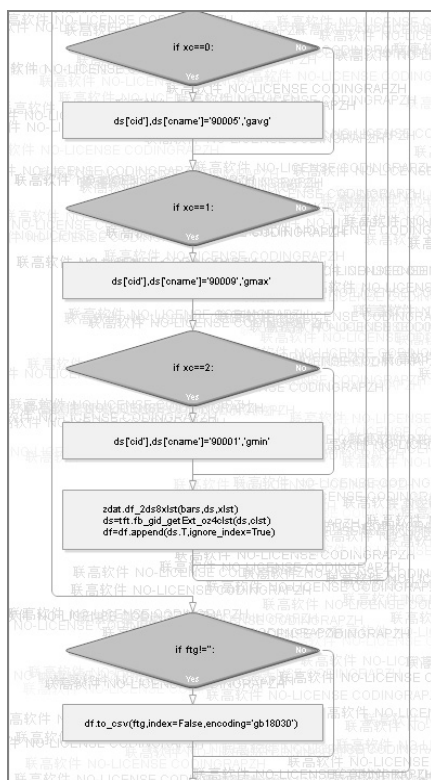 if xc==0:
No
Yes
ds['cid'],ds['cname']='90005','gavg'
if xc==1:
No
Yes
ds['cid'],ds['cname']='90009','gmax'
if xc==2:
No
Yes
ds['cid'],ds['cname']='90001','gmin'
zdat.df_2ds8xlst(bars,ds,xlst)
ds=tft.fb_gid_getExt_oz4clst(ds,clst)
df=df.append(ds.T,ignore_index=True)
if ftg!='':
No
Yes
df.to_csv(ftg,index=False,encoding='gb18030')
联高软件 NO-LICENSE CODINGRAPZH